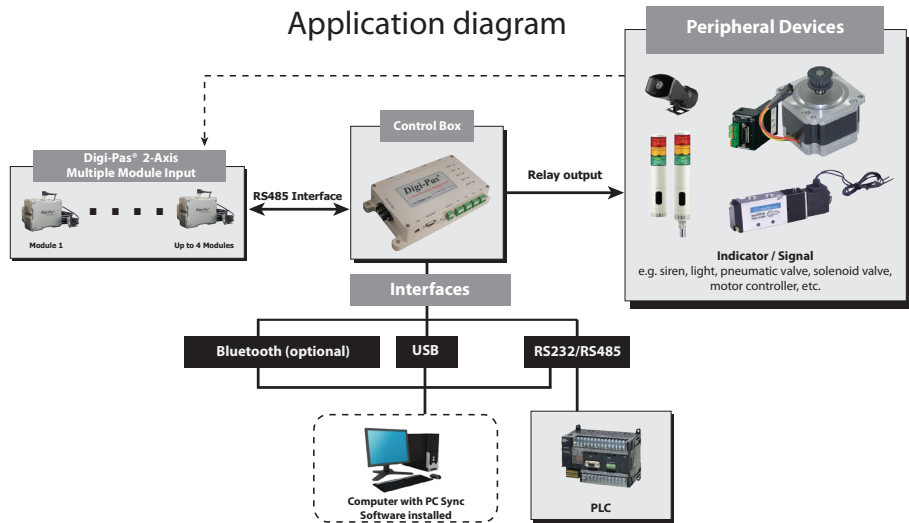 Application diagram
Peripheral Devices
Control Box
Digi-Pas® 2-Axis
Multiple Module Input
RS485 Interface
Relay output
Digi-Pas®
Module 1
Up to 4 Modules
Indicator / Signal
e.g. siren, light, pneumatic valve, solenoid valve,
motor controller, etc.
Interfaces
Bluetooth (optional)
USB
RS232/RS485
Computer with PC Sync
Software installed
PLC